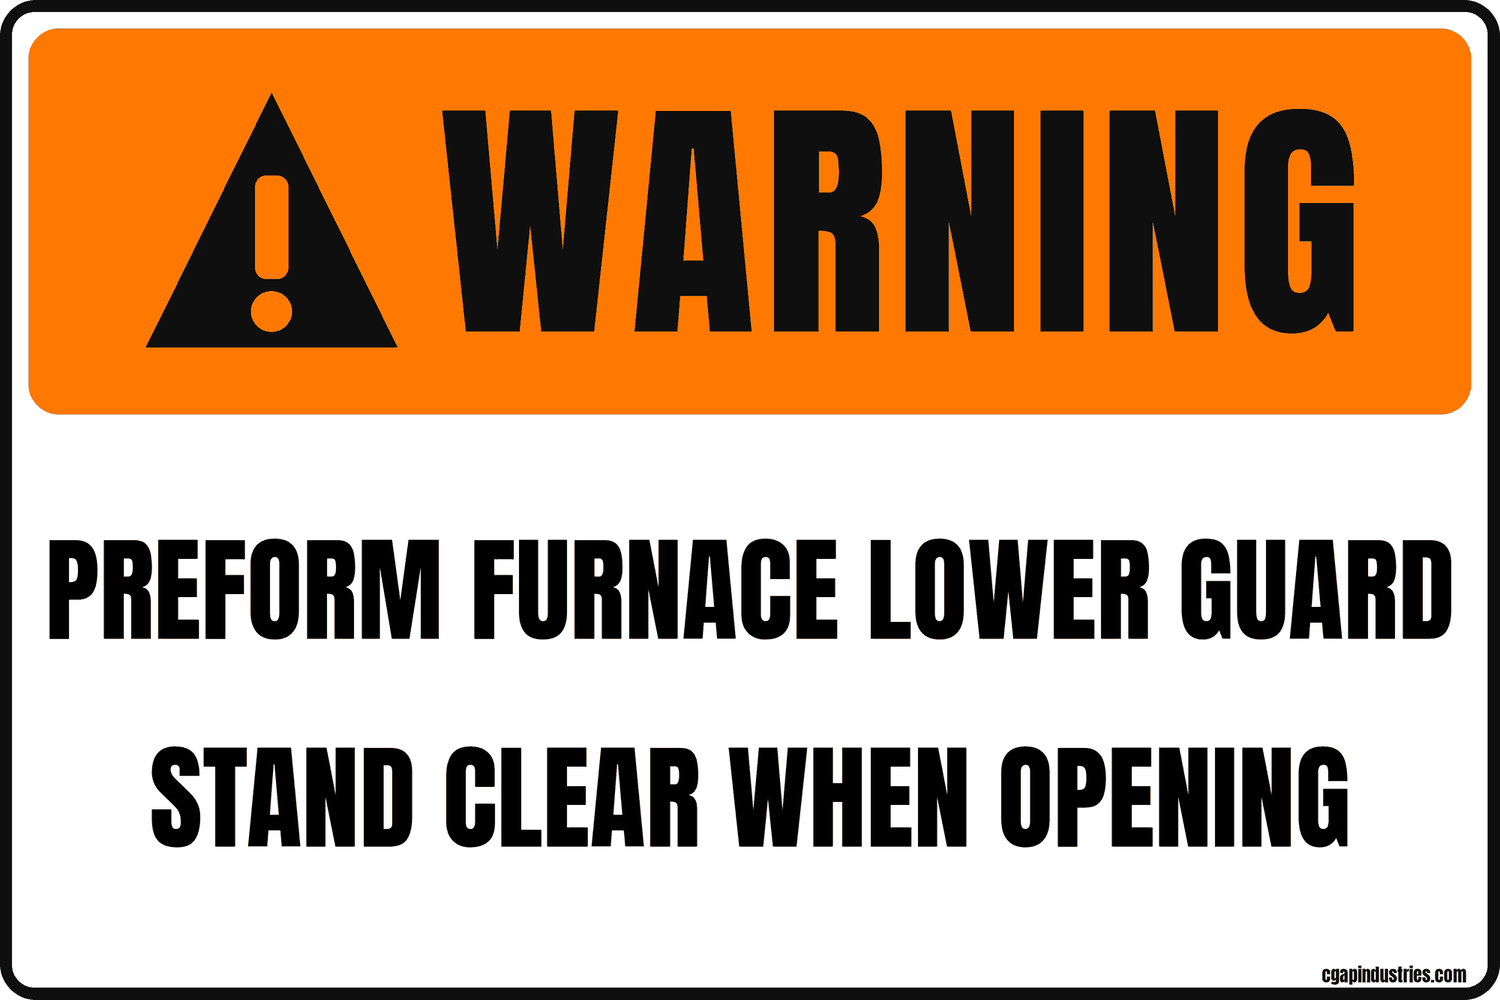 WARNING
PREFORM FURNACE LOWER GUARD
STAND CLEAR WHEN OPENING
cgapindustries.com